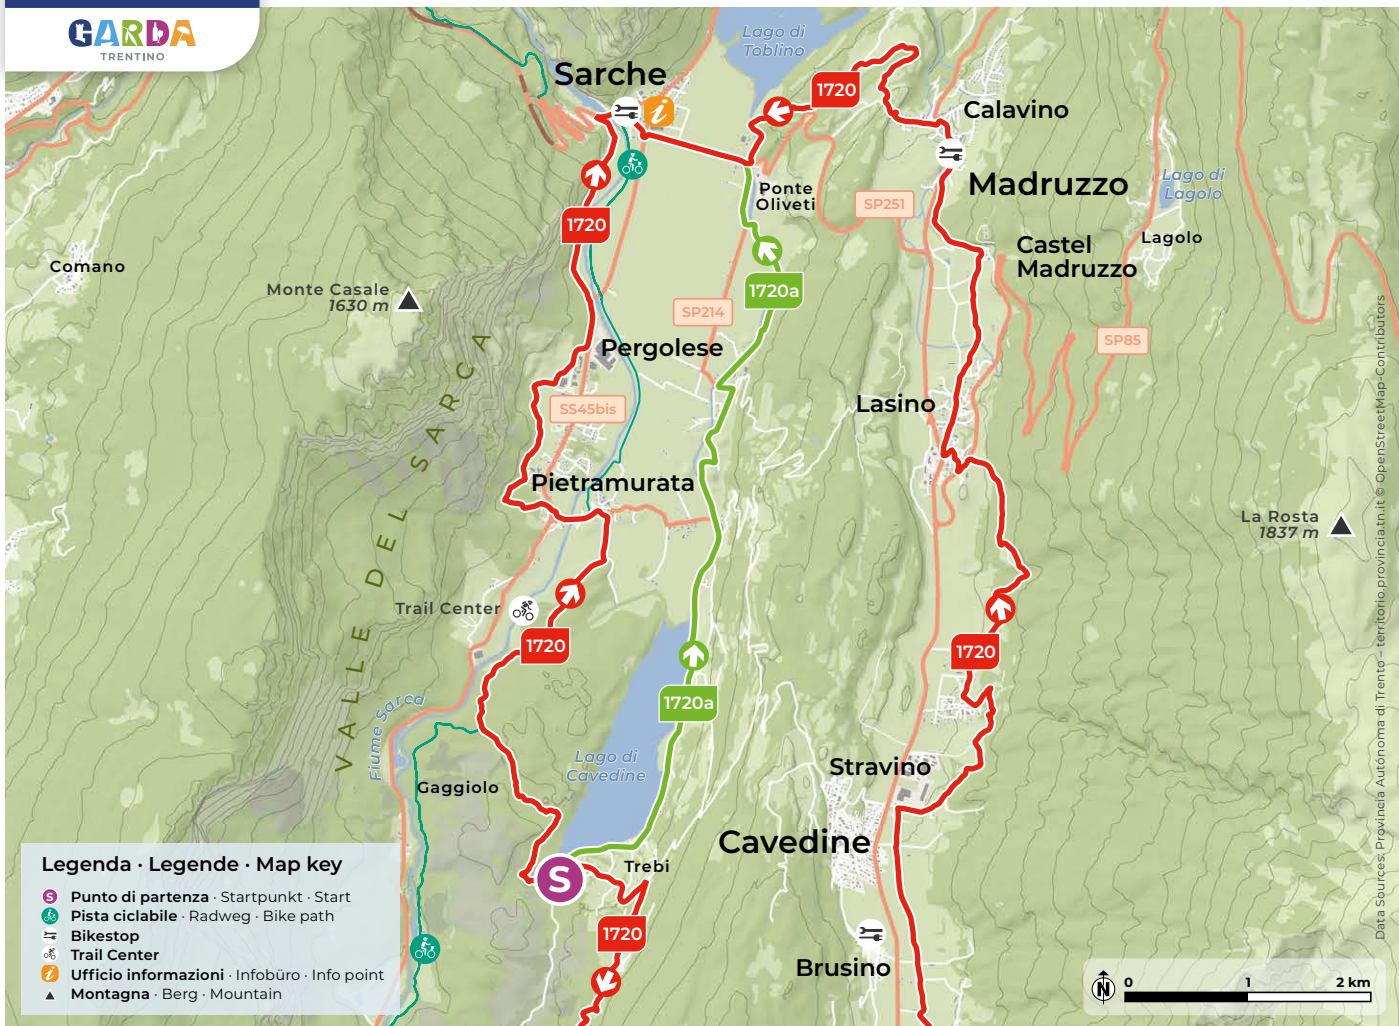 GARDA
TRENTINO
Lago di
Toblino
Sarche
1720
Calavino
Madruzzo
Lago di
Lagolo
Ponte
Oliveti
SP251
1720
Castel
Madruzzo
Lagolo
Comano
Monte Casale
1630 m
1720a
SP214
SP85
Pergolese
VALLE DEL SARCA
SS45bis
Lasino
Pietramurata
La Rosta
1837 m
Trail Center
1720
1720
1720a
Fiume Sarca
Lago di
Cavedine
Stravino
Gaggiolo
Cavedine
Trebi
S
1720
Brusino
Legenda · Legende · Map key
S Punto di partenza · Startpunkt · Start
Pista ciclabile · Radweg · Bike path
Bikestop
Trail Center
i Ufficio informazioni · Infobüro · Info point
Montagna · Berg · Mountain
N
0 1 2 km
Data Sources: Provincia Autonoma di Trento – territorio.provincia.tn.it © OpenStreetMap-Contributors